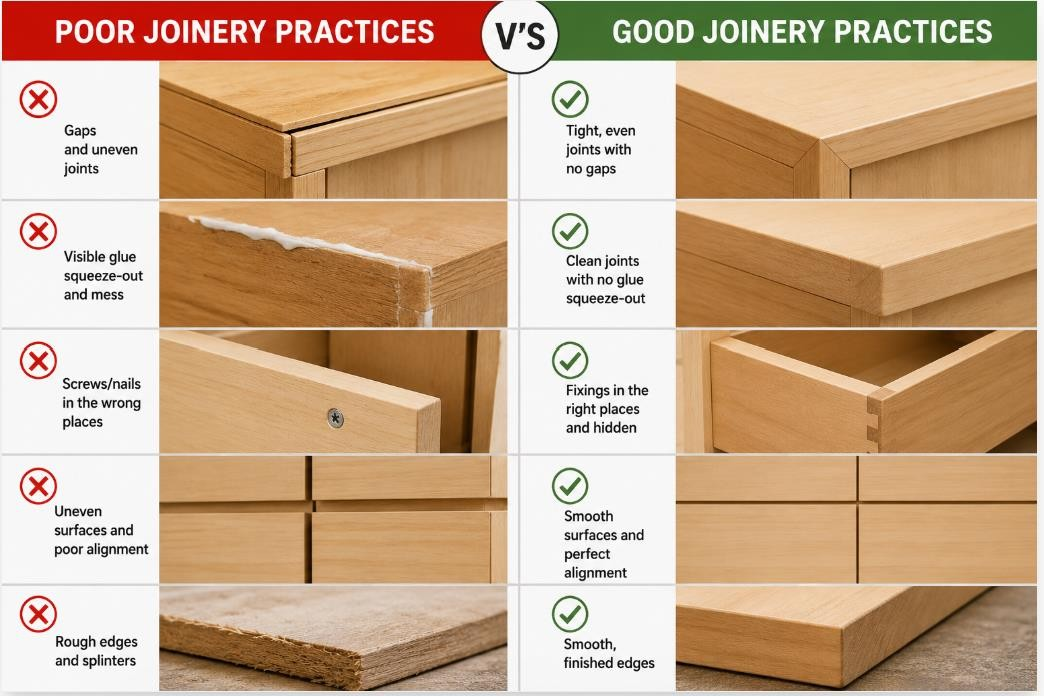 POOR JOINERY PRACTICES
V'S
GOOD JOINERY PRACTICES
Gaps
and uneven
joints
Tight, even
joints with
no gaps
Visible glue
squeeze-out
and mess
Clean joints
with no glue
squeeze-out
Screws/nails
in the wrong
places
Fixings in the
right places
and hidden
Uneven
surfaces and
poor alignment
Smooth
surfaces and
perfect
alignment
Rough edges
and splinters
Smooth,
finished edges